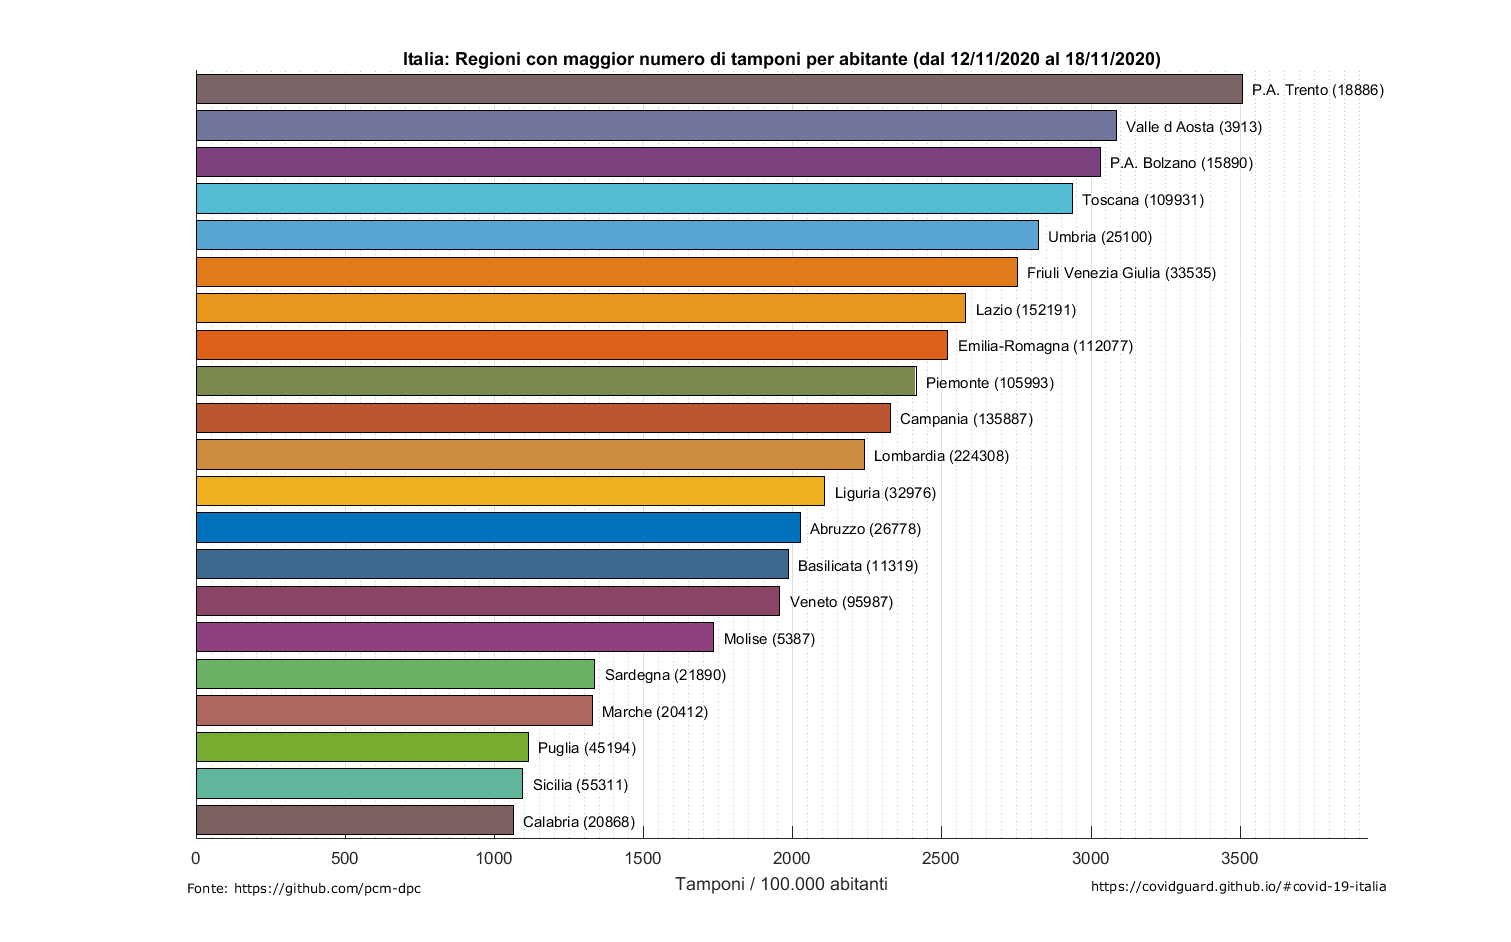 Italia: Regioni con maggior numero di tamponi per abitante (dal 12/11/2020 al 18/11/2020)
P.A. Trento (18886)
Valle d Aosta (3913)
P.A. Bolzano (15890)
Toscana (109931)
Umbria (25100)
Friuli Venezia Giulia (33535)
Lazio (152191)
Emilia-Romagna (112077)
Piemonte (105993)
Campania (135887)
Lombardia (224308)
Liguria (32976)
Abruzzo (26778)
Basilicata (11319)
Veneto (95987)
Molise (5387)
Sardegna (21890)
Marche (20412)
Puglia (45194)
Sicilia (55311)
Calabria (20868)
0 500 1000 1500 2000 2500 3000 3500
Tamponi / 100.000 abitanti
Fonte: https://github.com/pcm-dpc
https://covidguard.github.io/#covid-19-italia